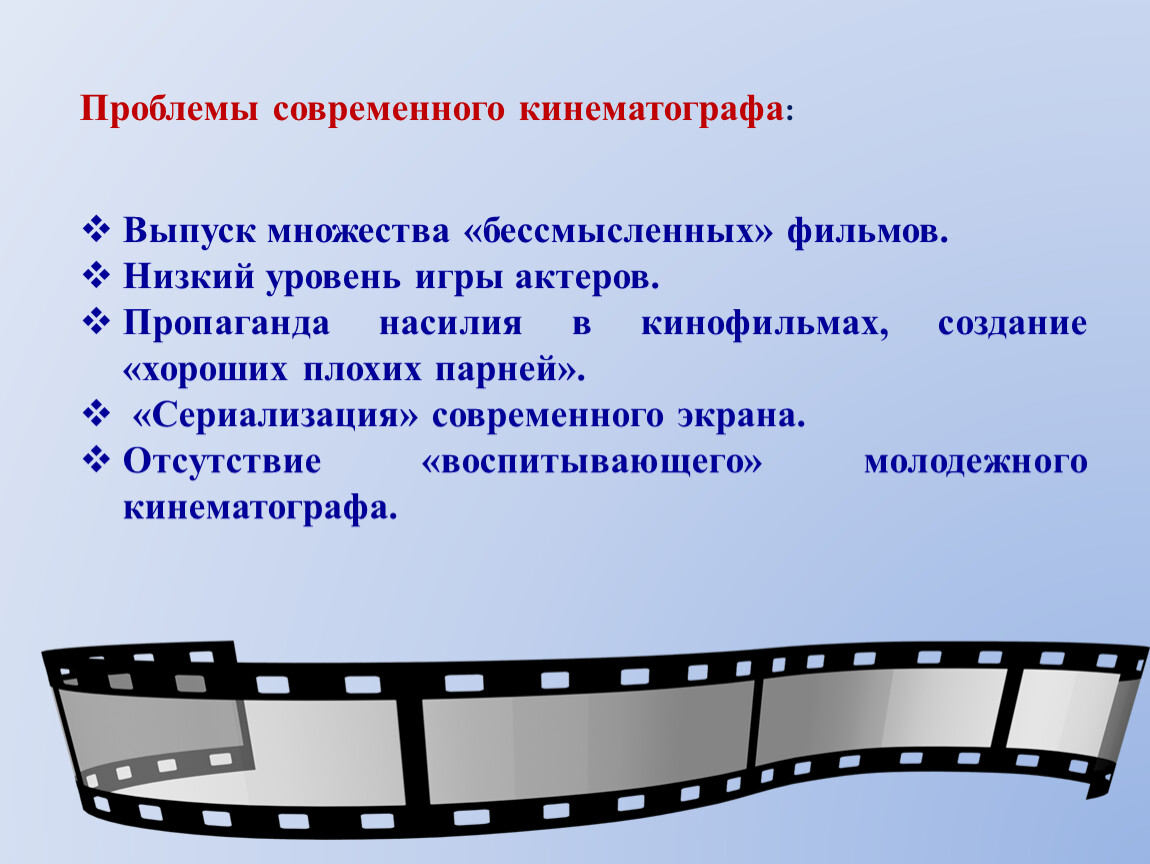 Проблемы современного кинематографа:
❖ Выпуск множества «бессмысленных» фильмов.
❖ Низкий уровень игры актеров.
❖ Пропаганда насилия в кинофильмах, создание
«хороших плохих парней».
❖ «Сериализация» современного экрана.
❖ Отсутствие «воспитывающего» молодежного
кинематографа.